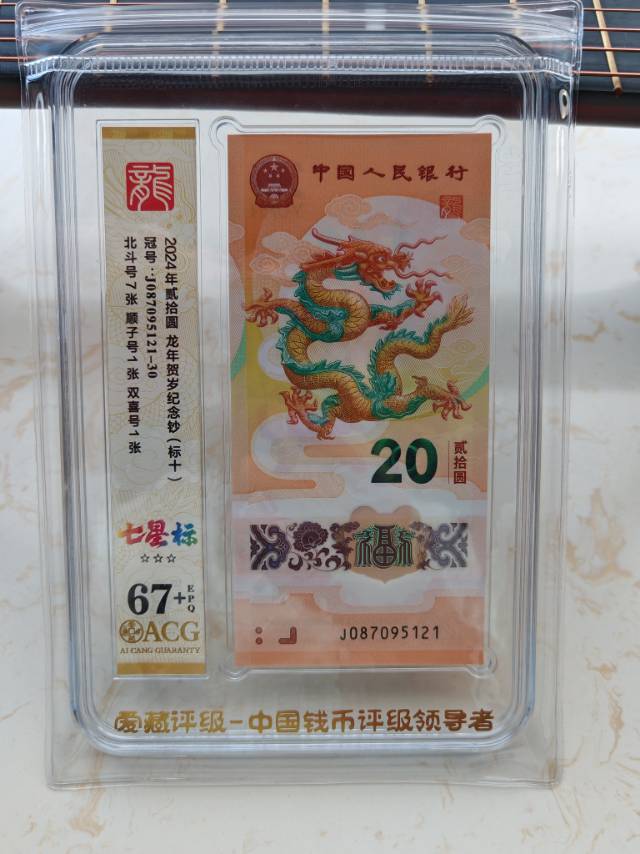 龍
2024年贰拾圆 龙年贺岁纪念钞（标十）
冠号：J087095121-30
北斗号7张 顺子号1张 双喜号1张
七星标
☆☆☆
67+ EPQ
ACG
AI CANG GUARANTY
中国人民银行
龍
20
贰拾圆
福
J087095121
爱藏评级-中国钱币评级领导者